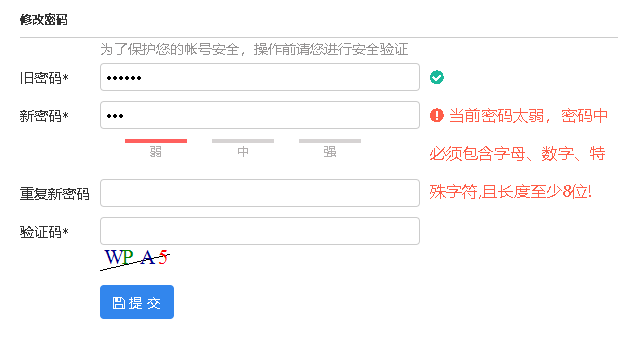 修改密码
为了保护您的帐号安全，操作前请您进行安全验证
旧密码* ••••••
新密码* •••
当前密码太弱，密码中
必须包含字母、数字、特
殊字符,且长度至少8位!
弱 中 强
重复新密码
验证码*
WP A5
提 交